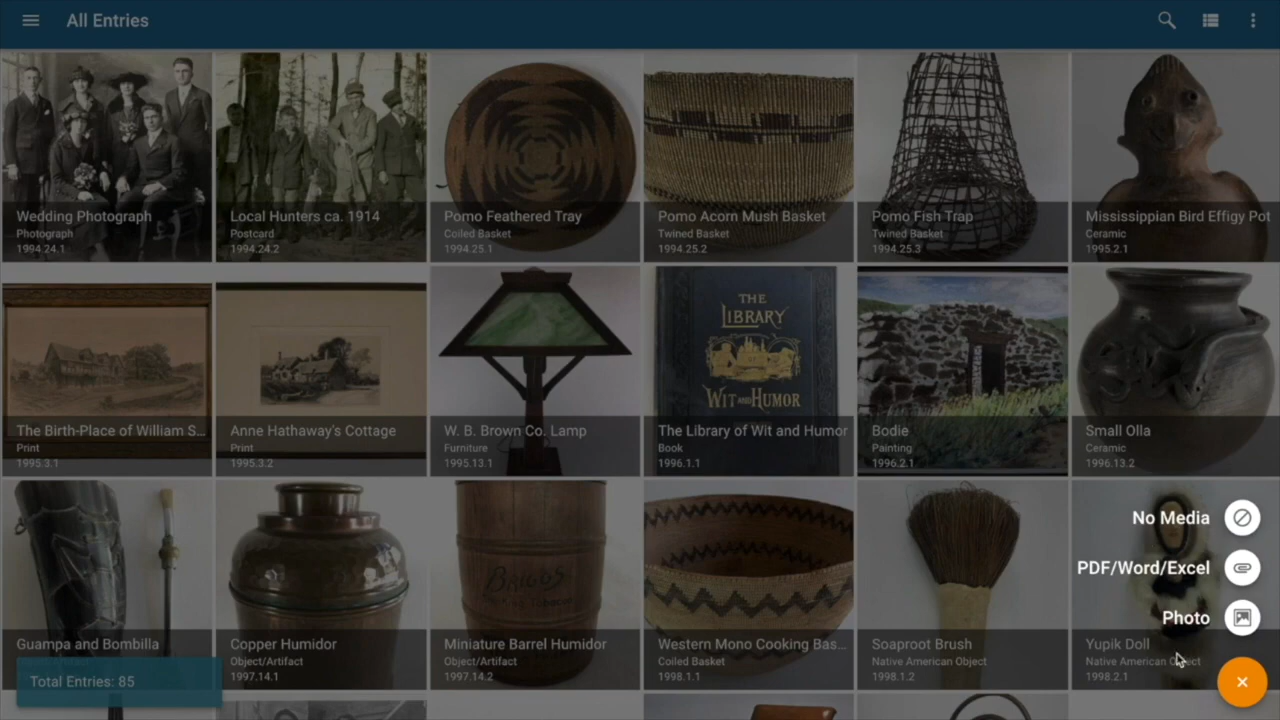 All Entries
Wedding Photograph
Photograph
1994.24.1
Local Hunters ca. 1914
Postcard
1994.24.2
Pomo Feathered Tray
Coiled Basket
1994.25.1
Pomo Acorn Mush Basket
Twined Basket
1994.25.2
Pomo Fish Trap
Twined Basket
1994.25.3
Mississippian Bird Effigy Pot
Ceramic
1995.2.1
The Birth-Place of William S...
Print
1995.3.1
Anne Hathaway's Cottage
Print
1995.3.2
W. B. Brown Co. Lamp
Furniture
1995.13.1
THE
LIBRARY
OF
WIT AND HUMOR
The Library of Wit and Humor
Book
1996.1.1
Bodie
Painting
1996.2.1
Small Olla
Ceramic
1996.13.2
Guampa and Bombilla
Copper Humidor
Object/Artifact
1997.14.1
BRIGGS
Miniature Barrel Humidor
Object/Artifact
1997.14.2
Western Mono Cooking Bas...
Coiled Basket
1998.1.1
Soaproot Brush
Native American Object
1998.1.2
Yupik Doll
Native American Object
1998.2.1
No Media
PDF/Word/Excel
Photo
Total Entries: 85